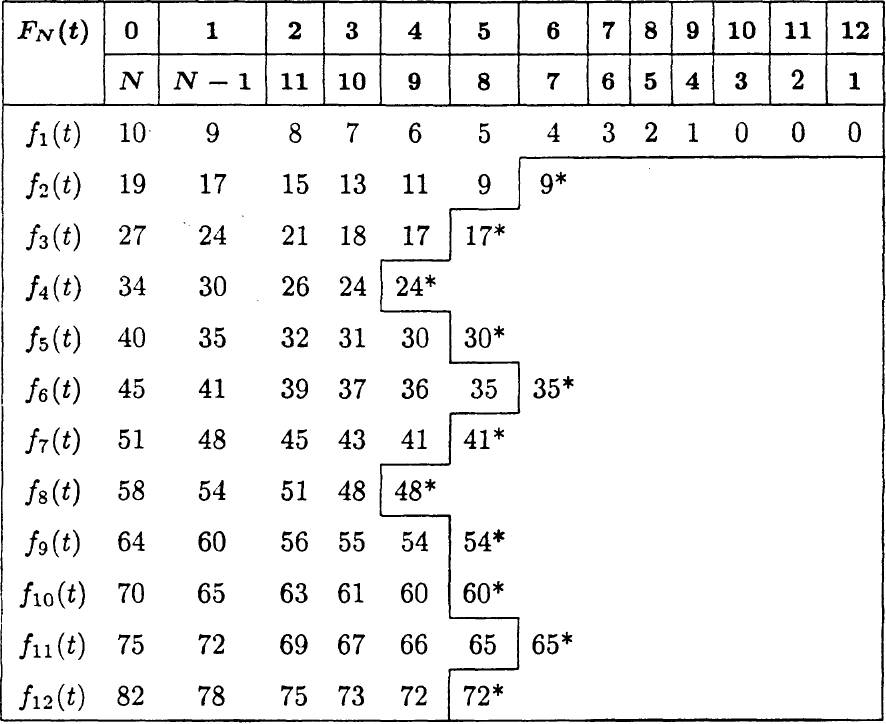 F_N(t) 0 1 2 3 4 5 6 7 8 9 10 11 12
N N − 1 11 10 9 8 7 6 5 4 3 2 1
f_1(t) 10 9 8 7 6 5 4 3 2 1 0 0 0
f_2(t) 19 17 15 13 11 9 9*
f_3(t) 27 24 21 18 17 17*
f_4(t) 34 30 26 24 24*
f_5(t) 40 35 32 31 30 30*
f_6(t) 45 41 39 37 36 35 35*
f_7(t) 51 48 45 43 41 41*
f_8(t) 58 54 51 48 48*
f_9(t) 64 60 56 55 54 54*
f_10(t) 70 65 63 61 60 60*
f_11(t) 75 72 69 67 66 65 65*
f_12(t) 82 78 75 73 72 72*